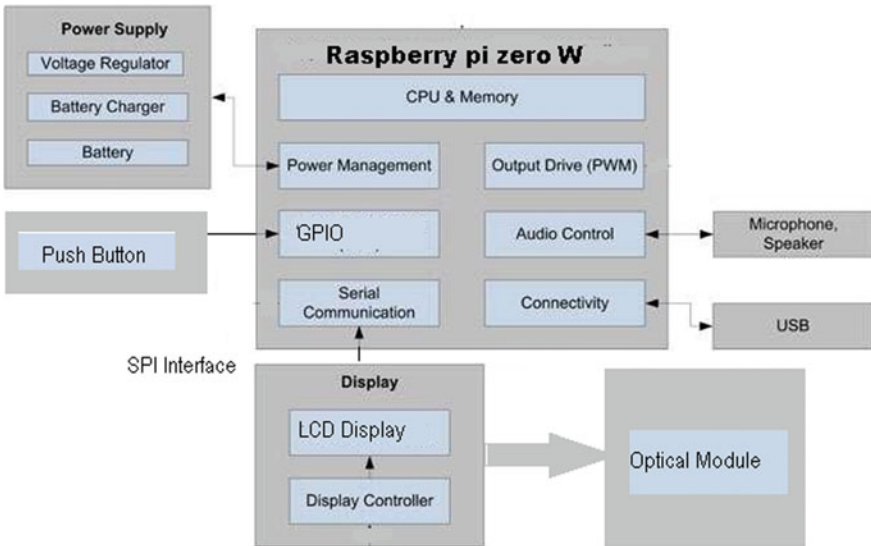 Power Supply
Voltage Regulator
Battery Charger
Battery
Raspberry pi zero W
CPU & Memory
Power Management
Output Drive (PWM)
Push Button
GPIO
Audio Control
Microphone,
Speaker
Serial
Communication
Connectivity
USB
SPI Interface
Display
LCD Display
Display Controller
Optical Module